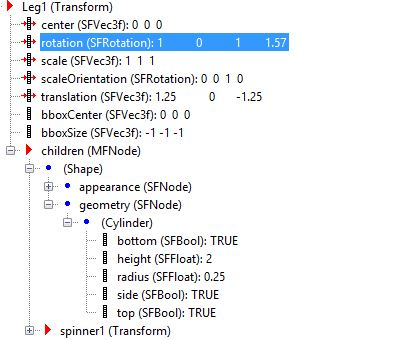 Leg1 (Transform)
center (SFVec3f): 0 0 0
rotation (SFRotation): 1 0 1 1.57
scale (SFVec3f): 1 1 1
scaleOrientation (SFRotation): 0 0 1 0
translation (SFVec3f): 1.25 0 -1.25
bboxCenter (SFVec3f): 0 0 0
bboxSize (SFVec3f): -1 -1 -1
children (MFNode)
(Shape)
appearance (SFNode)
geometry (SFNode)
(Cylinder)
bottom (SFBool): TRUE
height (SFFloat): 2
radius (SFFloat): 0.25
side (SFBool): TRUE
top (SFBool): TRUE
spinner1 (Transform)